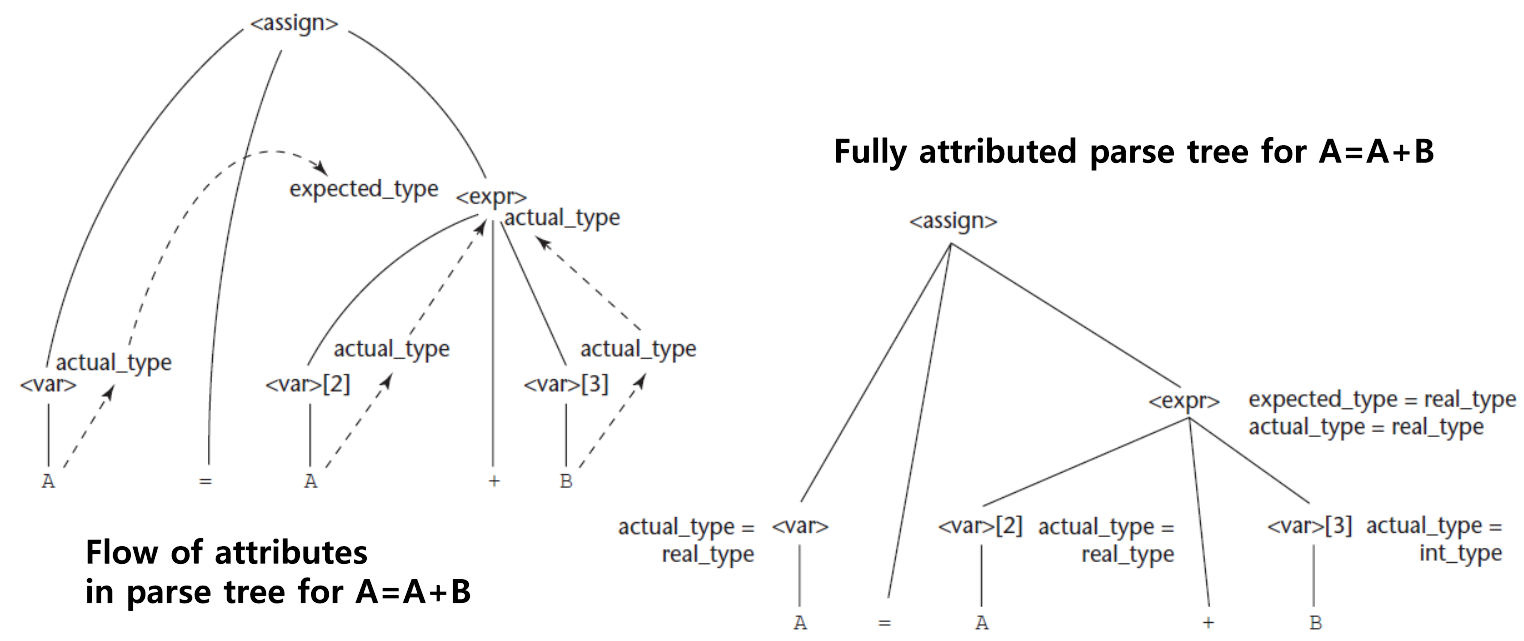 <assign>
expected_type <expr>
actual_type
actual_type
<var>
actual_type
<var>[2]
actual_type
<var>[3]
A = A + B
Flow of attributes
in parse tree for A=A+B
Fully attributed parse tree for A=A+B
<assign>
<expr> expected_type = real_type
actual_type = real_type
actual_type = <var>
real_type
<var>[2] actual_type =
real_type
<var>[3] actual_type =
int_type
A = A + B